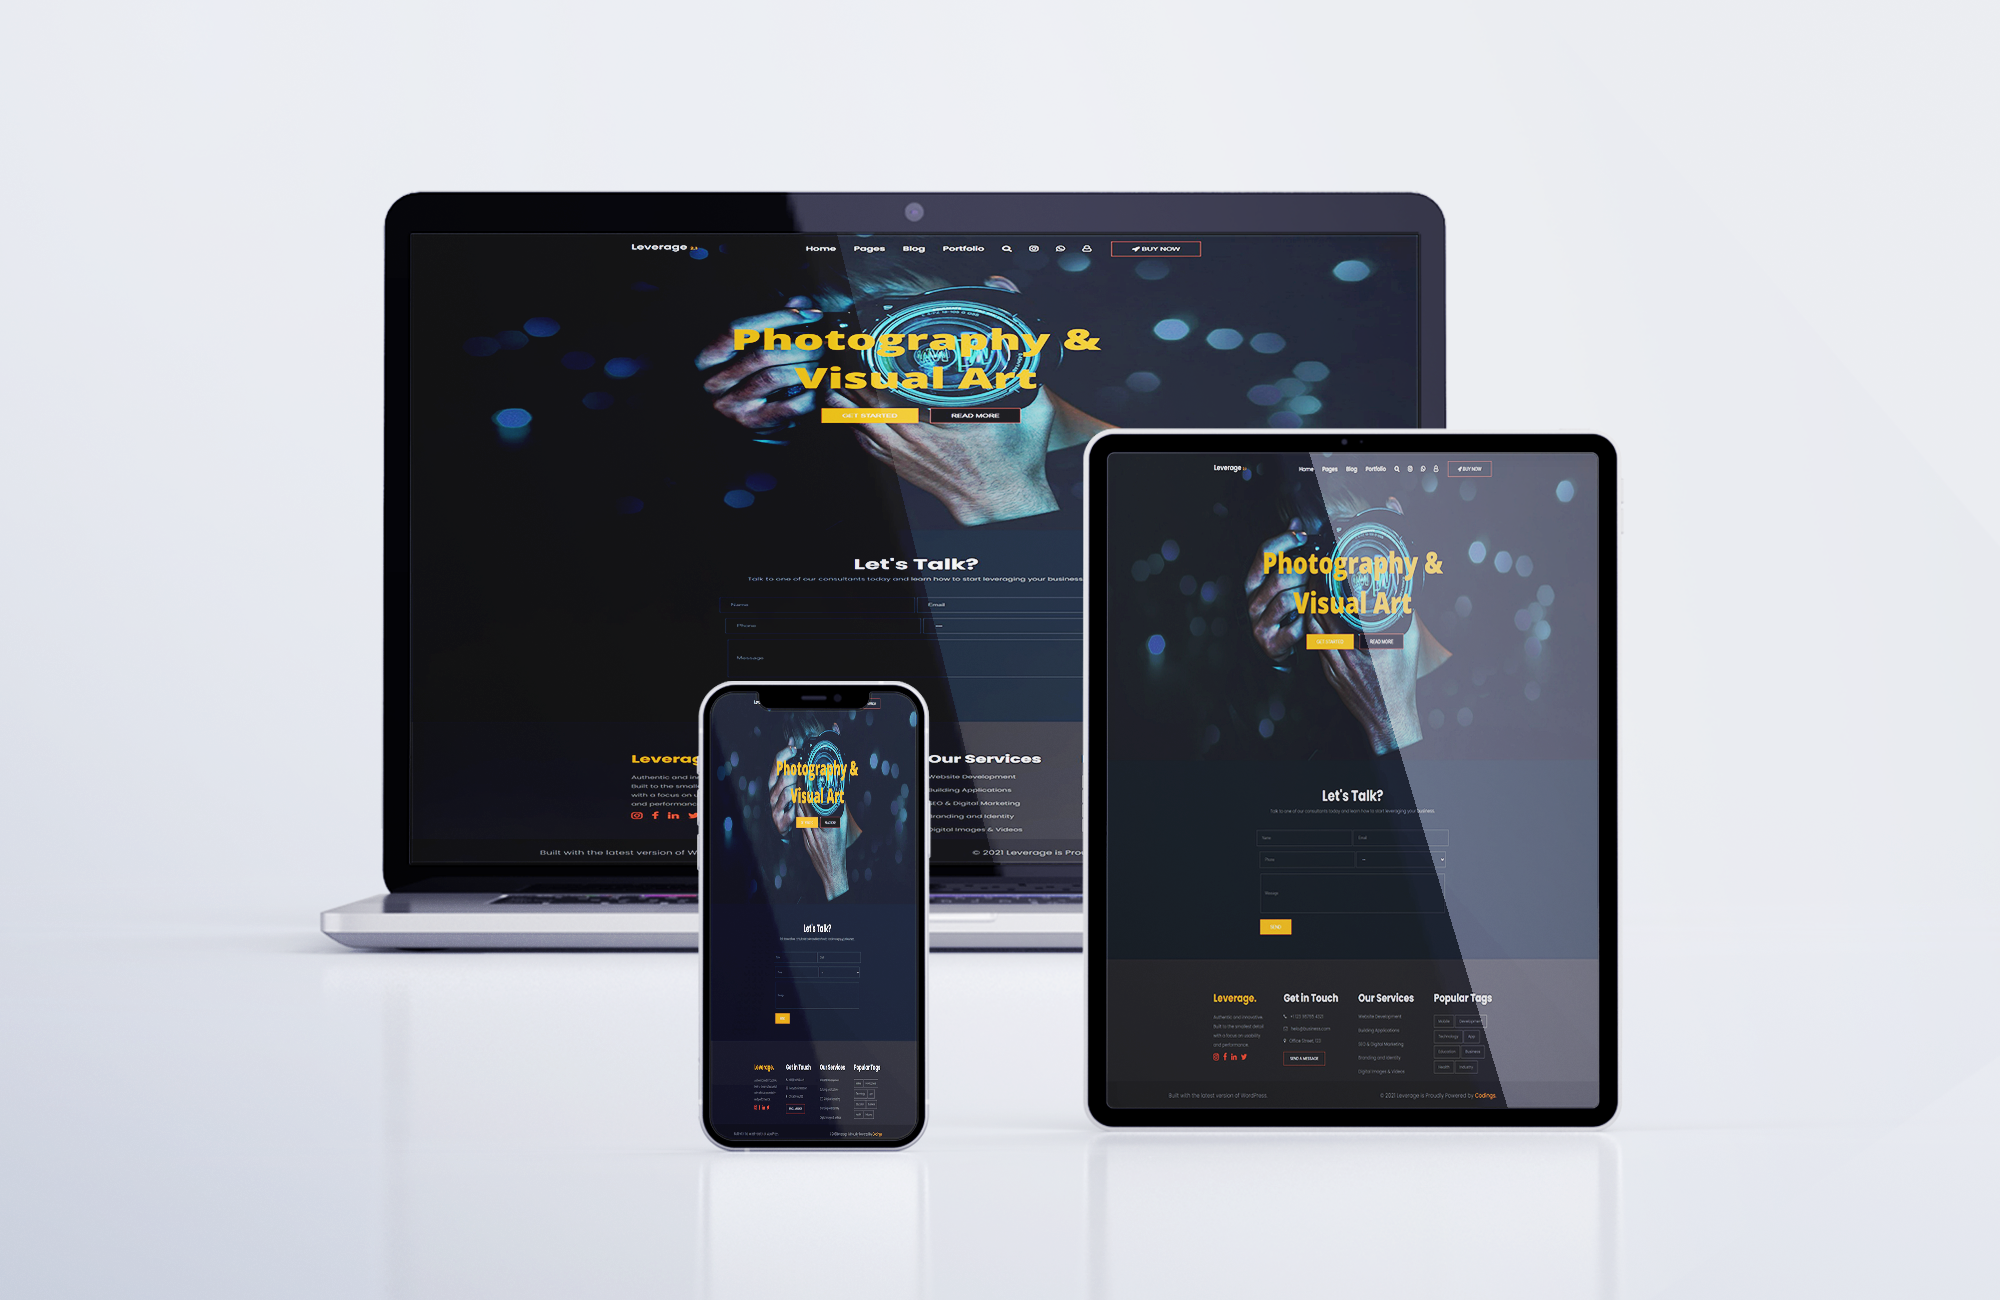 Leverage
Home Pages Blog Portfolio BUY NOW
Photography &
Visual Art
GET STARTED READ MORE
Let's Talk?
Talk to one of our consultants today and learn how to start leveraging your business
Name Email
Phone
Message
Leverag
Authentic and in
Built to the small
with a focus on u
and performanc
Our Services
Website Development
Building Applications
SEO & Digital Marketing
Branding and Identity
Digital Images & Videos
Built with the latest version of W
© 2021 Leverage is Pro
Leverage
Home Pages Blog Portfolio BUY NOW
Photography &
Visual Art
GET STARTED READ MORE
Let's Talk?
Talk to one of our consultants today and learn how to start leveraging your business.
Name Email
Phone
Message
SEND
Leverage.
Authentic and innovative.
Built to the smallest detail
with a focus on usability
and performance.
Get in Touch
hello@business.com
Office Street, 123
SEND A MESSAGE
Our Services
Website Development
Building Applications
SEO & Digital Marketing
Branding and Identity
Digital Images & Videos
Popular Tags
Mobile Development
Technology App
Education Business
Health Industry
Built with the latest version of WordPress.
© 2021 Leverage is Proudly Powered by Codings.
Photography &
Visual Art
Let's Talk?
Leverage.
Get in Touch
Our Services
Popular Tags